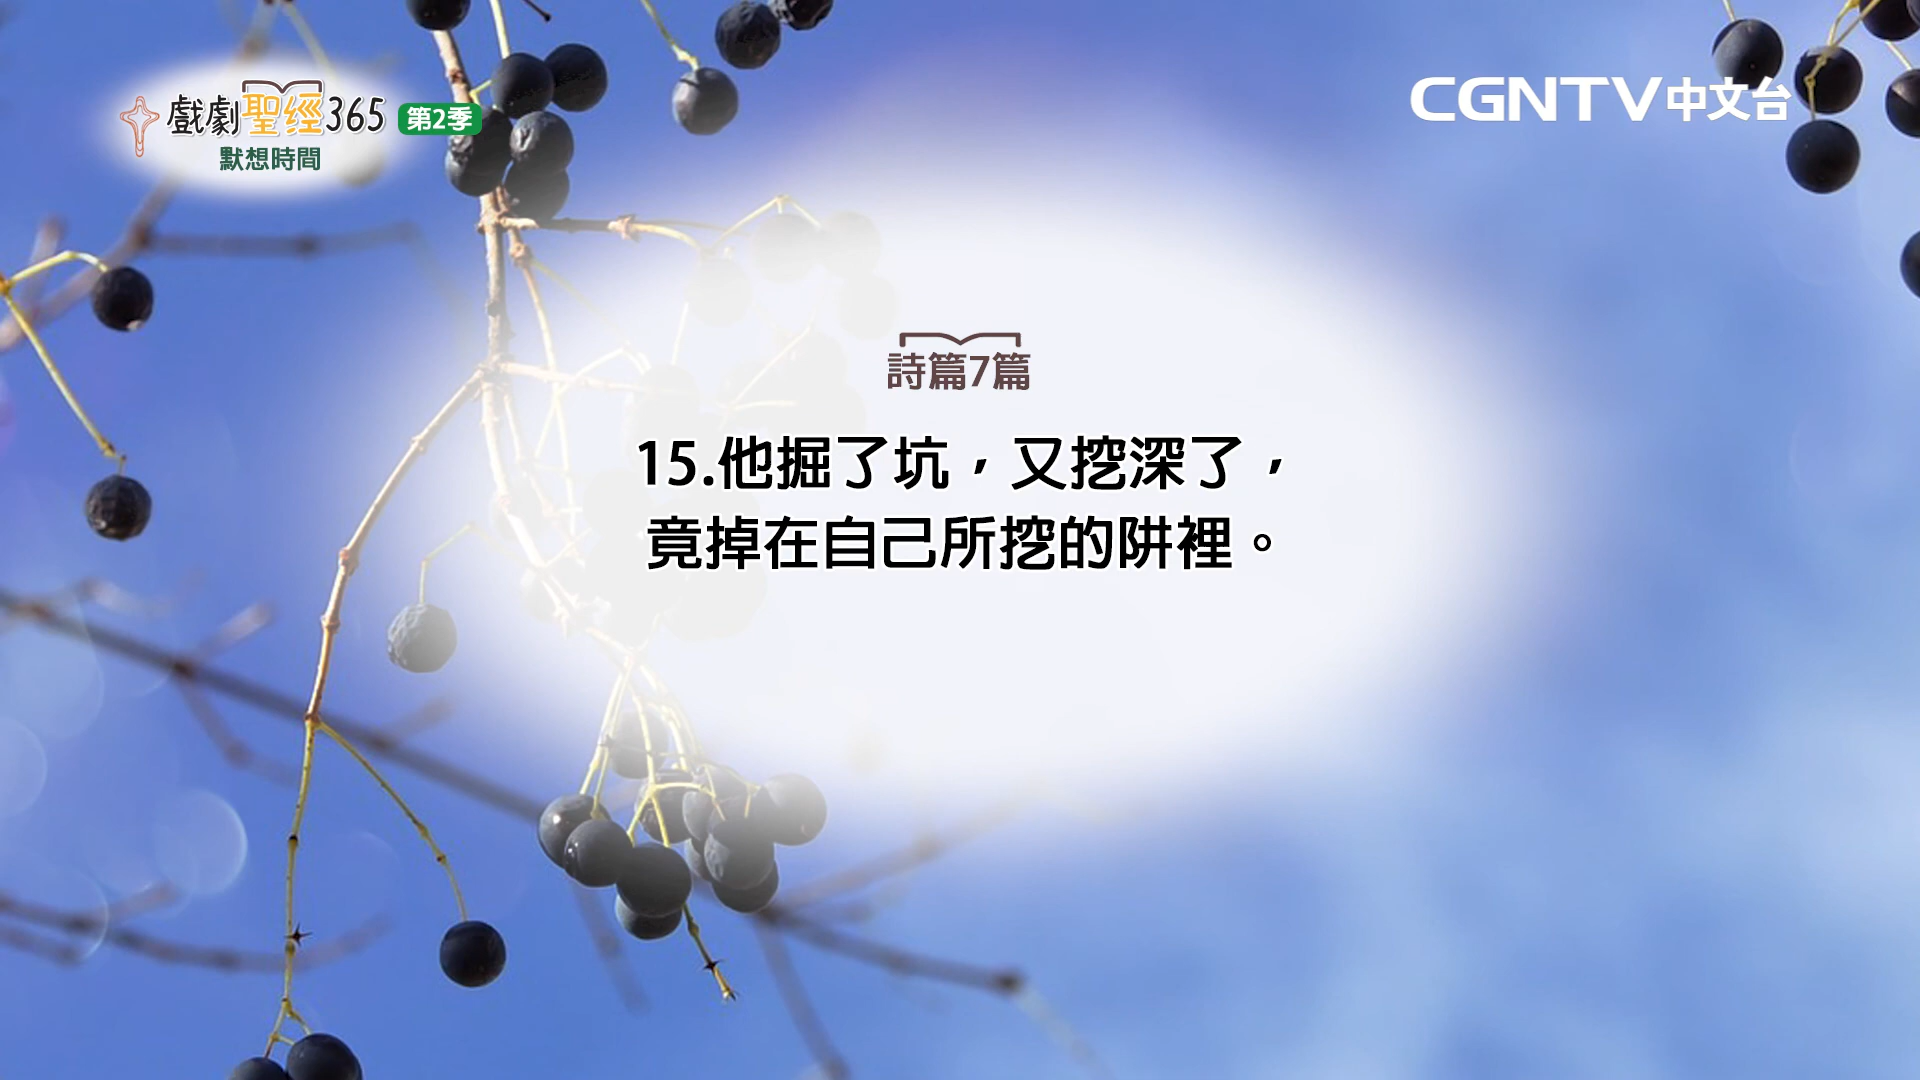 戲劇聖經365 第2季
默想時間
CGNTV中文台
詩篇7篇
15.他掘了坑，又挖深了，
竟掉在自己所挖的阱裡。